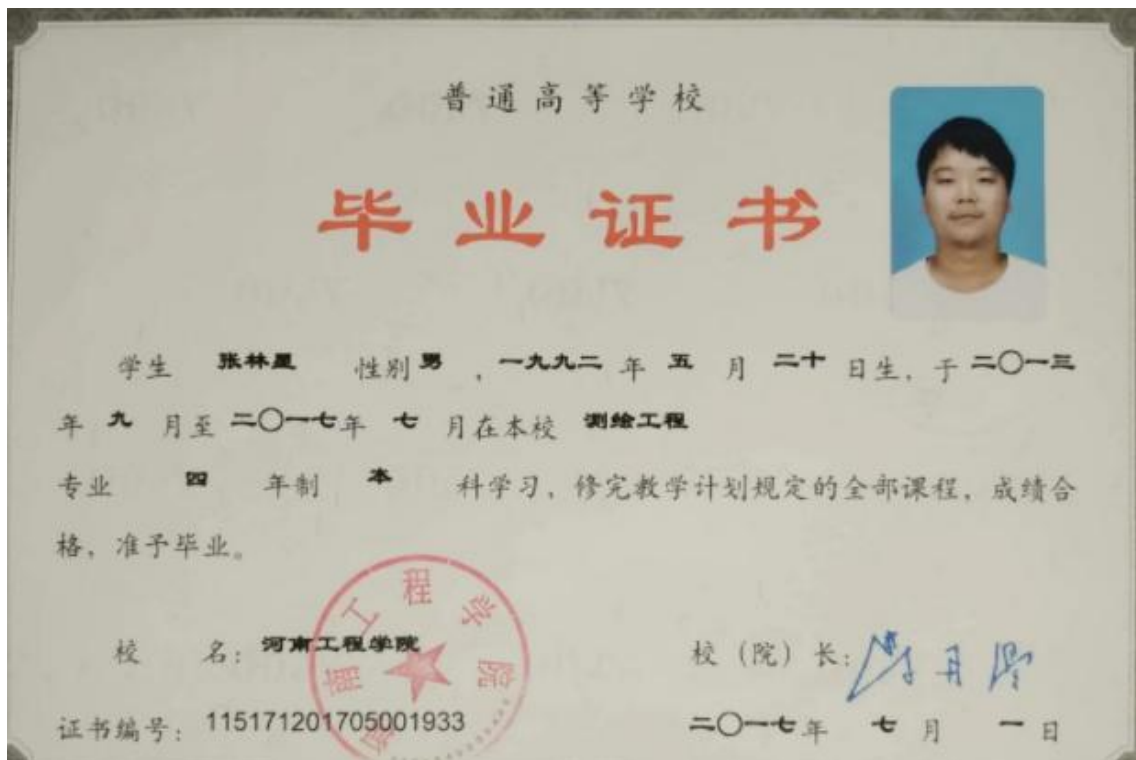 普通高等学校
毕业证书
学生 张林星 性别 男 ，一九九二 年 五 月 二十 日生，于 二〇一三
年 九 月至 二〇一七 年 七 月在本校 测绘工程
专业 四 年制 本 科学习，修完教学计划规定的全部课程，成绩合
格，准予毕业。
校 名：河南工程学院
校（院）长：
证书编号：115171201705001933
二〇一七 年 七 月 一 日
南工程学院